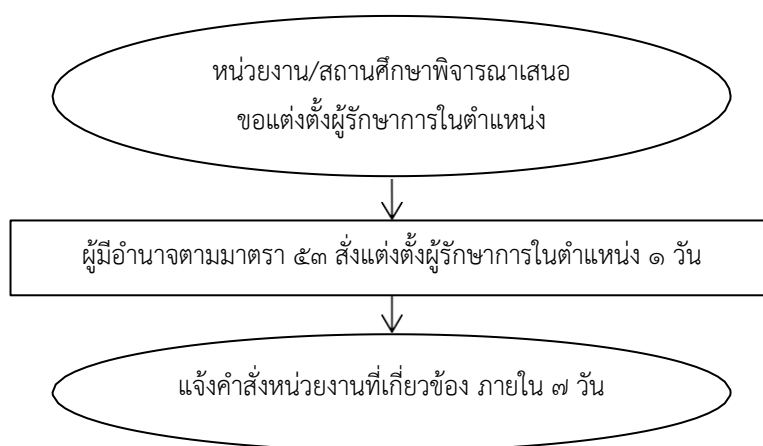 หน่วยงาน/สถานศึกษาพิจารณาเสนอ
ขอแต่งตั้งผู้รักษาการในตำแหน่ง
ผู้มีอำนาจตามมาตรา ๕๓ สั่งแต่งตั้งผู้รักษาการในตำแหน่ง ๑ วัน
แจ้งคำสั่งหน่วยงานที่เกี่ยวข้อง ภายใน ๗ วัน